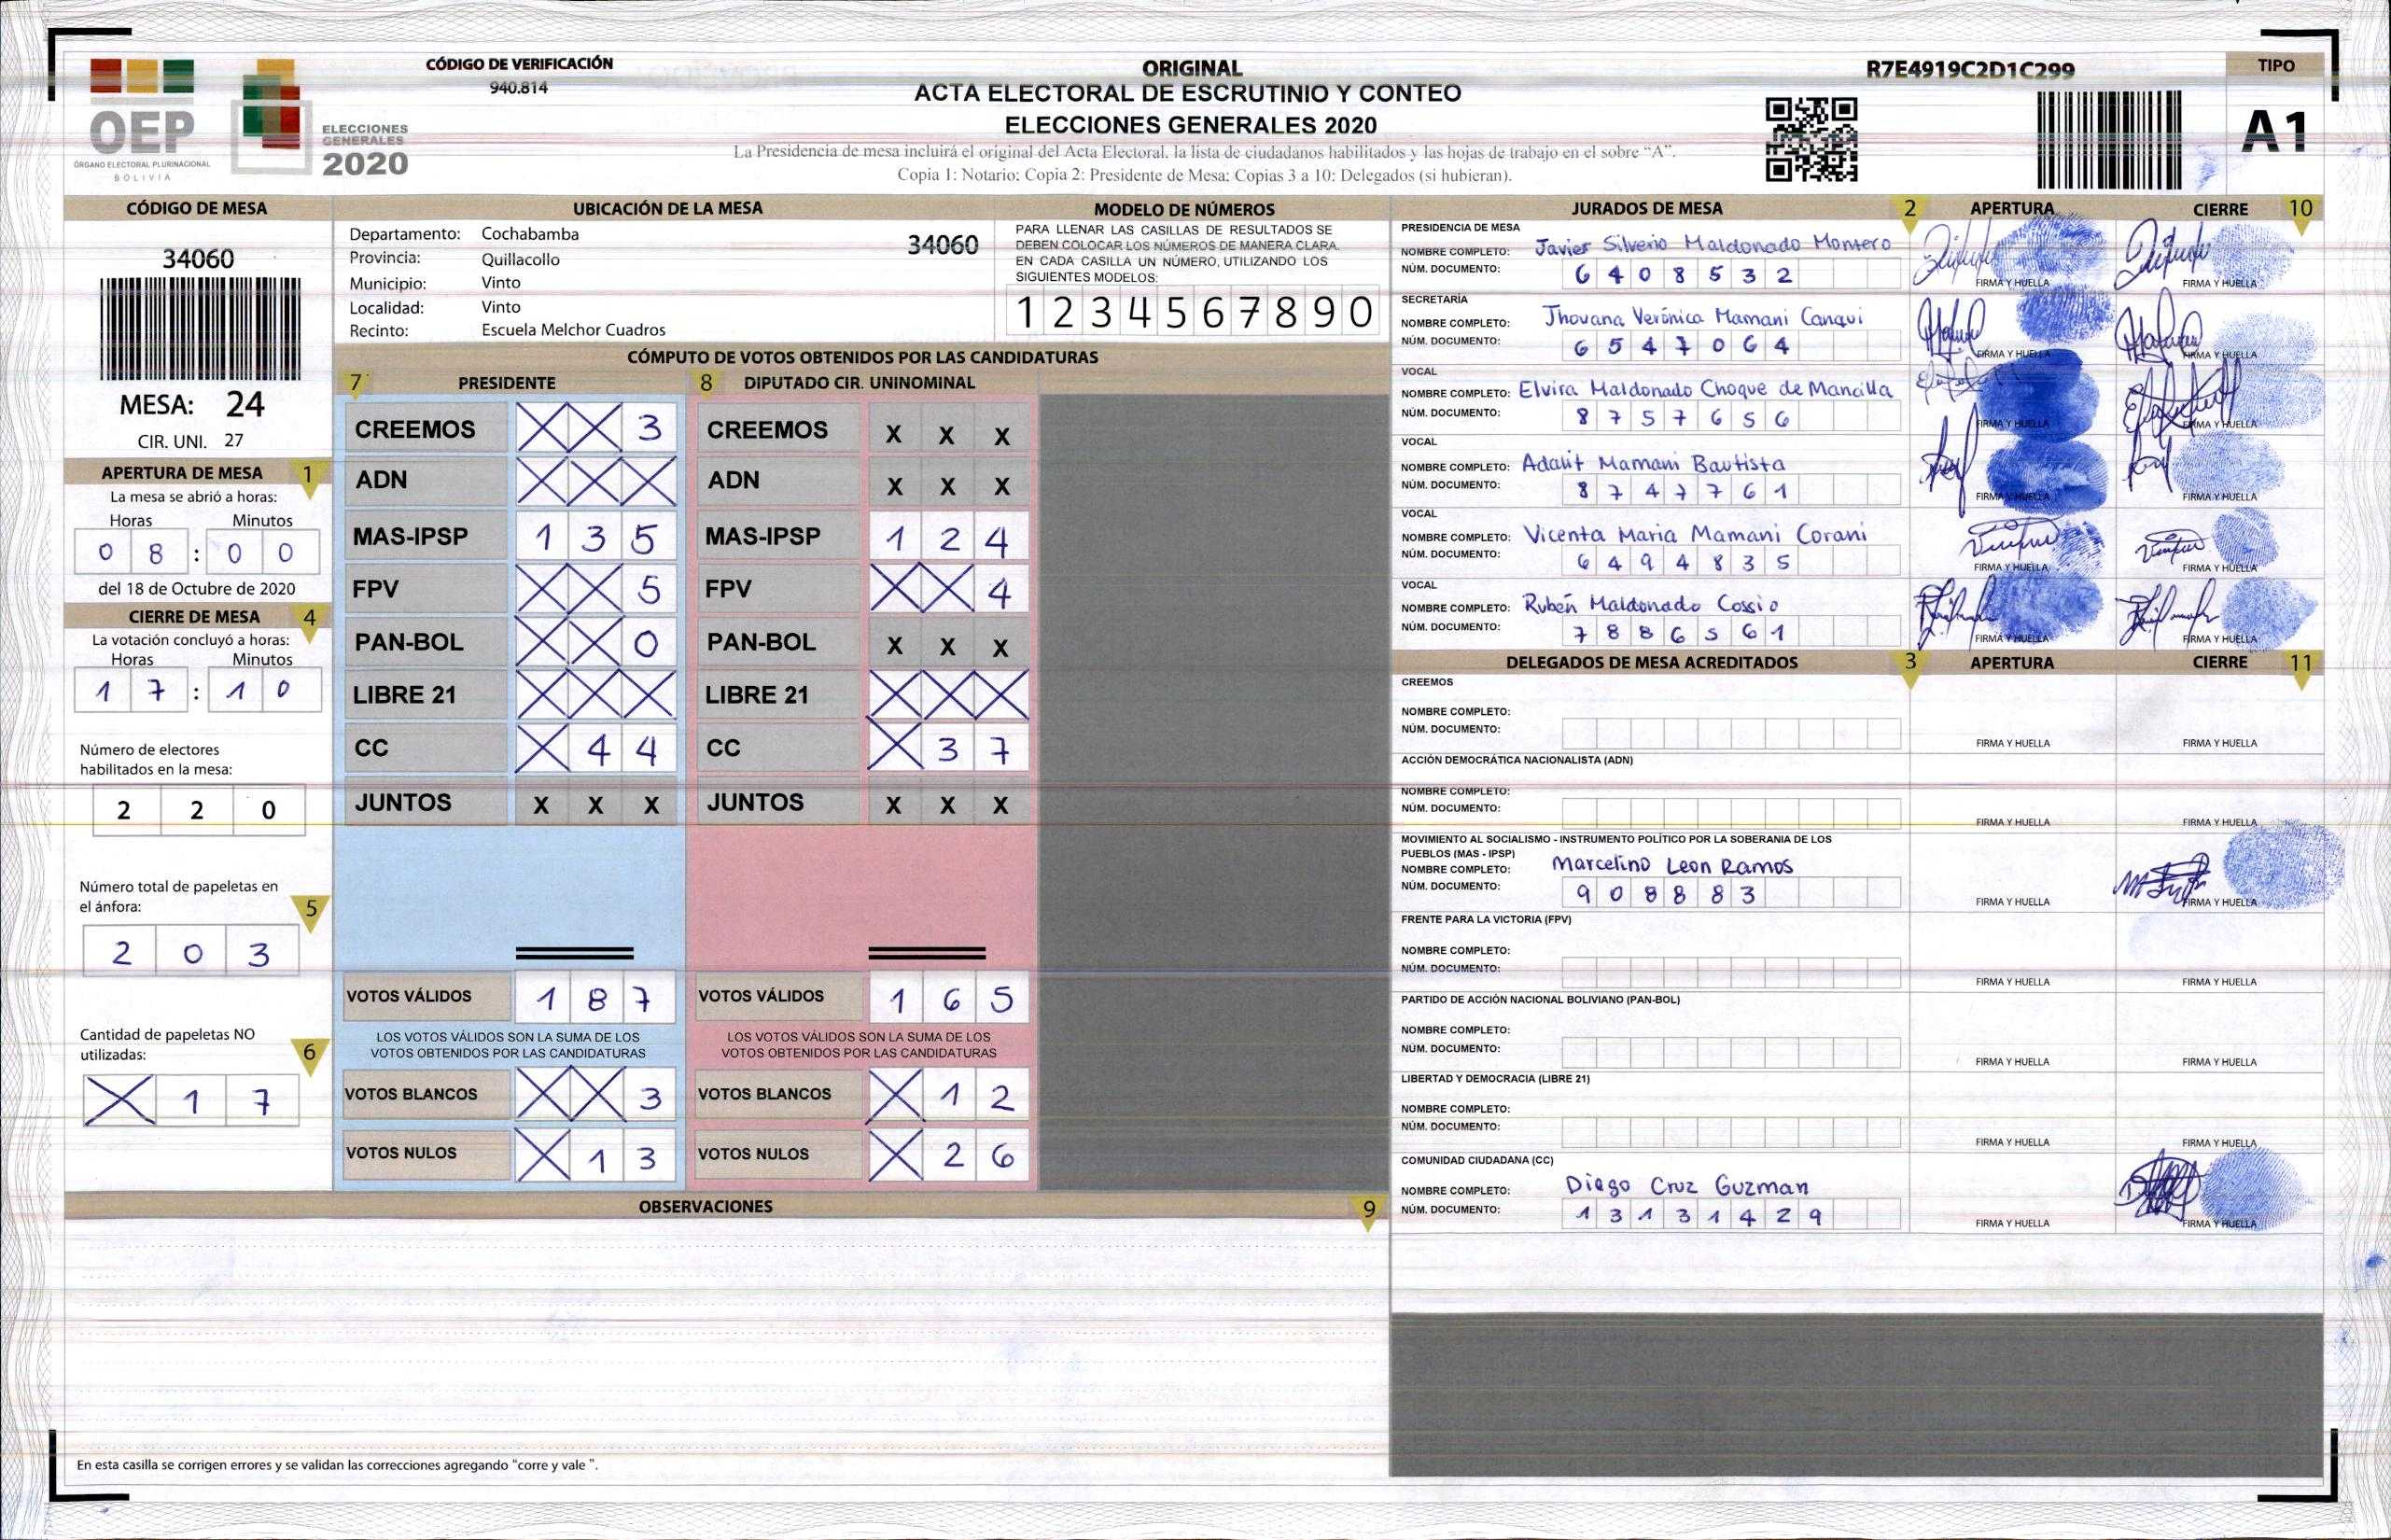 CÓDIGO DE VERIFICACIÓN
940.814
OEP
ÓRGANO ELECTORAL PLURINACIONAL
BOLIVIA
ELECCIONES
GENERALES
2020
ORIGINAL
ACTA ELECTORAL DE ESCRUTINIO Y CONTEO
ELECCIONES GENERALES 2020
La Presidencia de mesa incluirá el original del Acta Electoral, la lista de ciudadanos habilitados y las hojas de trabajo en el sobre “A”.
Copia 1: Notario; Copia 2: Presidente de Mesa; Copias 3 a 10: Delegados (si hubieran).
R7E4919C2D1C299
TIPO
A1
CÓDIGO DE MESA
34060
MESA: 24
CIR. UNI. 27
APERTURA DE MESA 1
La mesa se abrió a horas:
Horas Minutos
0 8 : 0 0
del 18 de Octubre de 2020
CIERRE DE MESA 4
La votación concluyó a horas:
Horas Minutos
1 7 : 1 0
Número de electores
habilitados en la mesa:
2 2 0
Número total de papeletas en
el ánfora: 5
2 0 3
Cantidad de papeletas NO
utilizadas: 6
X 1 7
UBICACIÓN DE LA MESA
Departamento: Cochabamba
34060
Provincia: Quillacollo
Municipio: Vinto
Localidad: Vinto
Recinto: Escuela Melchor Cuadros
MODELO DE NÚMEROS
PARA LLENAR LAS CASILLAS DE RESULTADOS SE
DEBEN COLOCAR LOS NÚMEROS DE MANERA CLARA.
EN CADA CASILLA UN NÚMERO, UTILIZANDO LOS
SIGUIENTES MODELOS:
1 2 3 4 5 6 7 8 9 0
CÓMPUTO DE VOTOS OBTENIDOS POR LAS CANDIDATURAS
7 PRESIDENTE
CREEMOS X X 3
ADN X X X
MAS-IPSP 1 3 5
FPV X X 5
PAN-BOL X X 0
LIBRE 21 X X X
CC X 4 4
JUNTOS X X X
VOTOS VÁLIDOS 1 8 7
LOS VOTOS VÁLIDOS SON LA SUMA DE LOS
VOTOS OBTENIDOS POR LAS CANDIDATURAS
VOTOS BLANCOS X X 3
VOTOS NULOS X 1 3
8 DIPUTADO CIR. UNINOMINAL
CREEMOS X X X
ADN X X X
MAS-IPSP 1 2 4
FPV X X 4
PAN-BOL X X X
LIBRE 21 X X X
CC X 3 7
JUNTOS X X X
VOTOS VÁLIDOS 1 6 5
LOS VOTOS VÁLIDOS SON LA SUMA DE LOS
VOTOS OBTENIDOS POR LAS CANDIDATURAS
VOTOS BLANCOS X 1 2
VOTOS NULOS X 2 6
OBSERVACIONES 9
En esta casilla se corrigen errores y se validan las correcciones agregando “corre y vale ”.
JURADOS DE MESA 2 APERTURA CIERRE 10
PRESIDENCIA DE MESA
NOMBRE COMPLETO: Javier Silverio Maldonado Montero
NÚM. DOCUMENTO: 6 4 0 8 5 3 2
FIRMA Y HUELLA FIRMA Y HUELLA
SECRETARÍA
NOMBRE COMPLETO: Jhovana Verónica Mamani Canqui
NÚM. DOCUMENTO: 6 5 4 7 0 6 4
FIRMA Y HUELLA FIRMA Y HUELLA
VOCAL
NOMBRE COMPLETO: Elvira Maldonado Choque de Mancilla
NÚM. DOCUMENTO: 8 7 5 7 6 5 6
FIRMA Y HUELLA FIRMA Y HUELLA
VOCAL
NOMBRE COMPLETO: Adalit Mamani Bautista
NÚM. DOCUMENTO: 8 7 4 7 7 6 1
FIRMA Y HUELLA FIRMA Y HUELLA
VOCAL
NOMBRE COMPLETO: Vicenta Maria Mamani Corani
NÚM. DOCUMENTO: 6 4 9 4 8 3 5
FIRMA Y HUELLA FIRMA Y HUELLA
VOCAL
NOMBRE COMPLETO: Rubén Maldonado Cossio
NÚM. DOCUMENTO: 7 8 8 6 5 6 1
FIRMA Y HUELLA FIRMA Y HUELLA
DELEGADOS DE MESA ACREDITADOS 3 APERTURA CIERRE 11
CREEMOS
NOMBRE COMPLETO:
NÚM. DOCUMENTO:
FIRMA Y HUELLA FIRMA Y HUELLA
ACCIÓN DEMOCRÁTICA NACIONALISTA (ADN)
NOMBRE COMPLETO:
NÚM. DOCUMENTO:
FIRMA Y HUELLA FIRMA Y HUELLA
MOVIMIENTO AL SOCIALISMO - INSTRUMENTO POLÍTICO POR LA SOBERANIA DE LOS
PUEBLOS (MAS - IPSP)
NOMBRE COMPLETO: Marcelino Leon Ramos
NÚM. DOCUMENTO: 9 0 8 8 8 3
FIRMA Y HUELLA FIRMA Y HUELLA
FRENTE PARA LA VICTORIA (FPV)
NOMBRE COMPLETO:
NÚM. DOCUMENTO:
FIRMA Y HUELLA FIRMA Y HUELLA
PARTIDO DE ACCIÓN NACIONAL BOLIVIANO (PAN-BOL)
NOMBRE COMPLETO:
NÚM. DOCUMENTO:
FIRMA Y HUELLA FIRMA Y HUELLA
LIBERTAD Y DEMOCRACIA (LIBRE 21)
NOMBRE COMPLETO:
NÚM. DOCUMENTO:
FIRMA Y HUELLA FIRMA Y HUELLA
COMUNIDAD CIUDADANA (CC)
NOMBRE COMPLETO: Diego Cruz Guzman
NÚM. DOCUMENTO: 1 3 1 3 1 4 2 9
FIRMA Y HUELLA FIRMA Y HUELLA